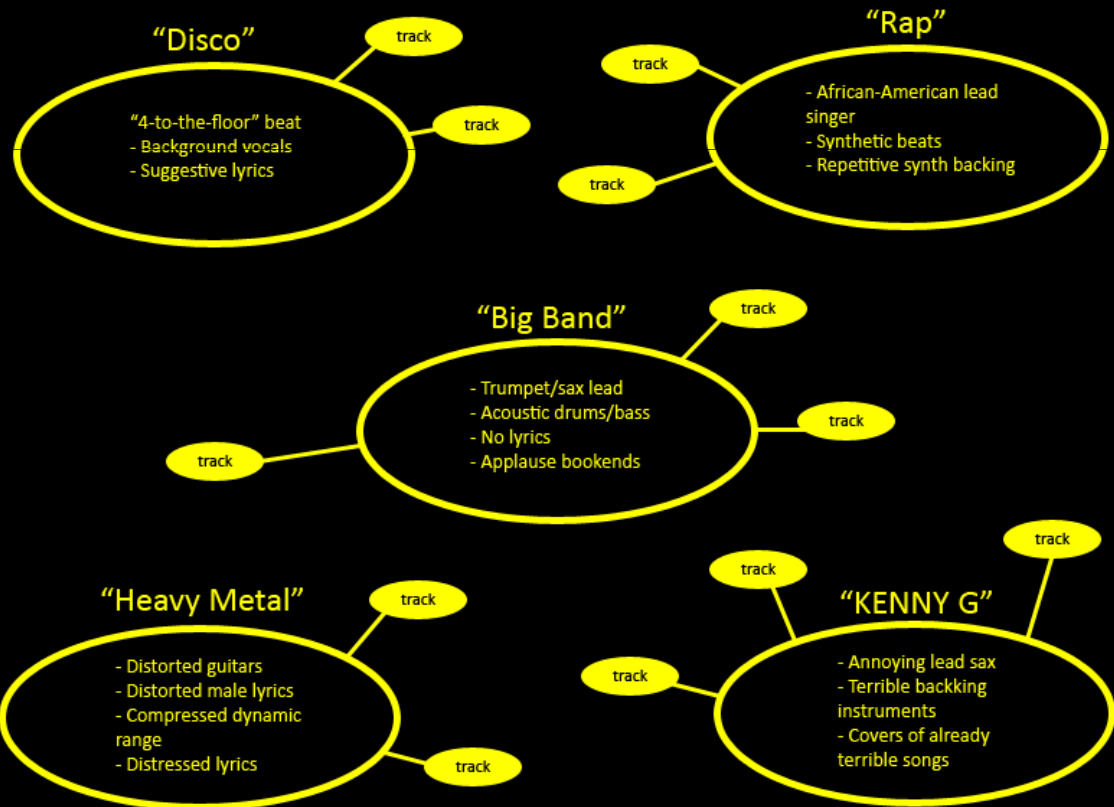 “Disco”
track
track
“4-to-the-floor” beat
- Background vocals
- Suggestive lyrics
“Rap”
track
track
- African-American lead
singer
- Synthetic beats
- Repetitive synth backing
“Big Band”
track
track
track
- Trumpet/sax lead
- Acoustic drums/bass
- No lyrics
- Applause bookends
“Heavy Metal”
track
track
- Distorted guitars
- Distorted male lyrics
- Compressed dynamic
range
- Distressed lyrics
“KENNY G”
track
track
track
- Annoying lead sax
- Terrible backking
instruments
- Covers of already
terrible songs